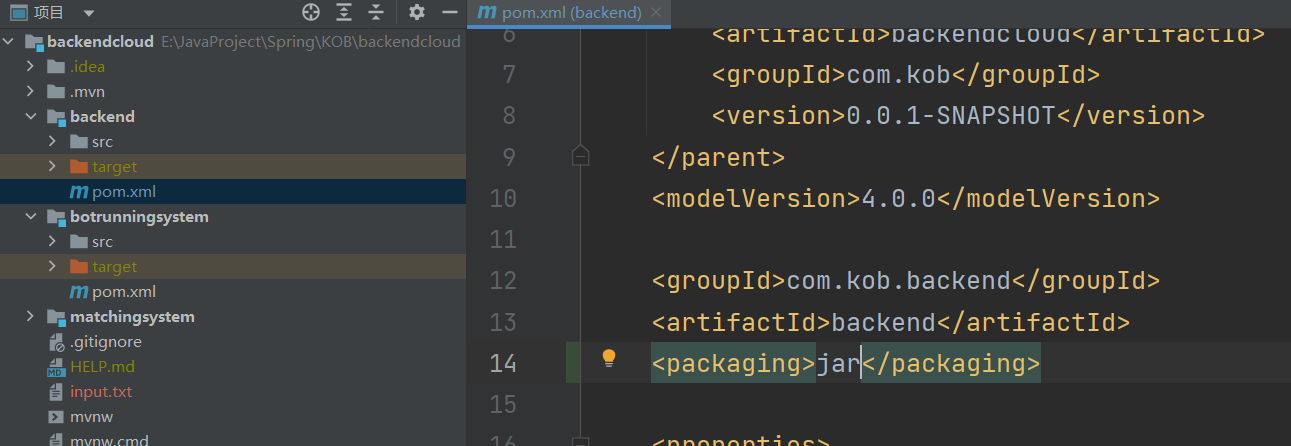 项目
backendcloud E:\JavaProject\Spring\KOB\backendcloud
.idea
.mvn
backend
src
target
pom.xml
botrunningsystem
src
target
pom.xml
matchingsystem
.gitignore
HELP.md
input.txt
mvnw
mvnw.cmd
pom.xml (backend)
6 <artifactId>backendcloud</artifactId>
7 <groupId>com.kob</groupId>
8 <version>0.0.1-SNAPSHOT</version>
9 </parent>
10 <modelVersion>4.0.0</modelVersion>
11
12 <groupId>com.kob.backend</groupId>
13 <artifactId>backend</artifactId>
14 <packaging>jar</packaging>
15
16 <properties>